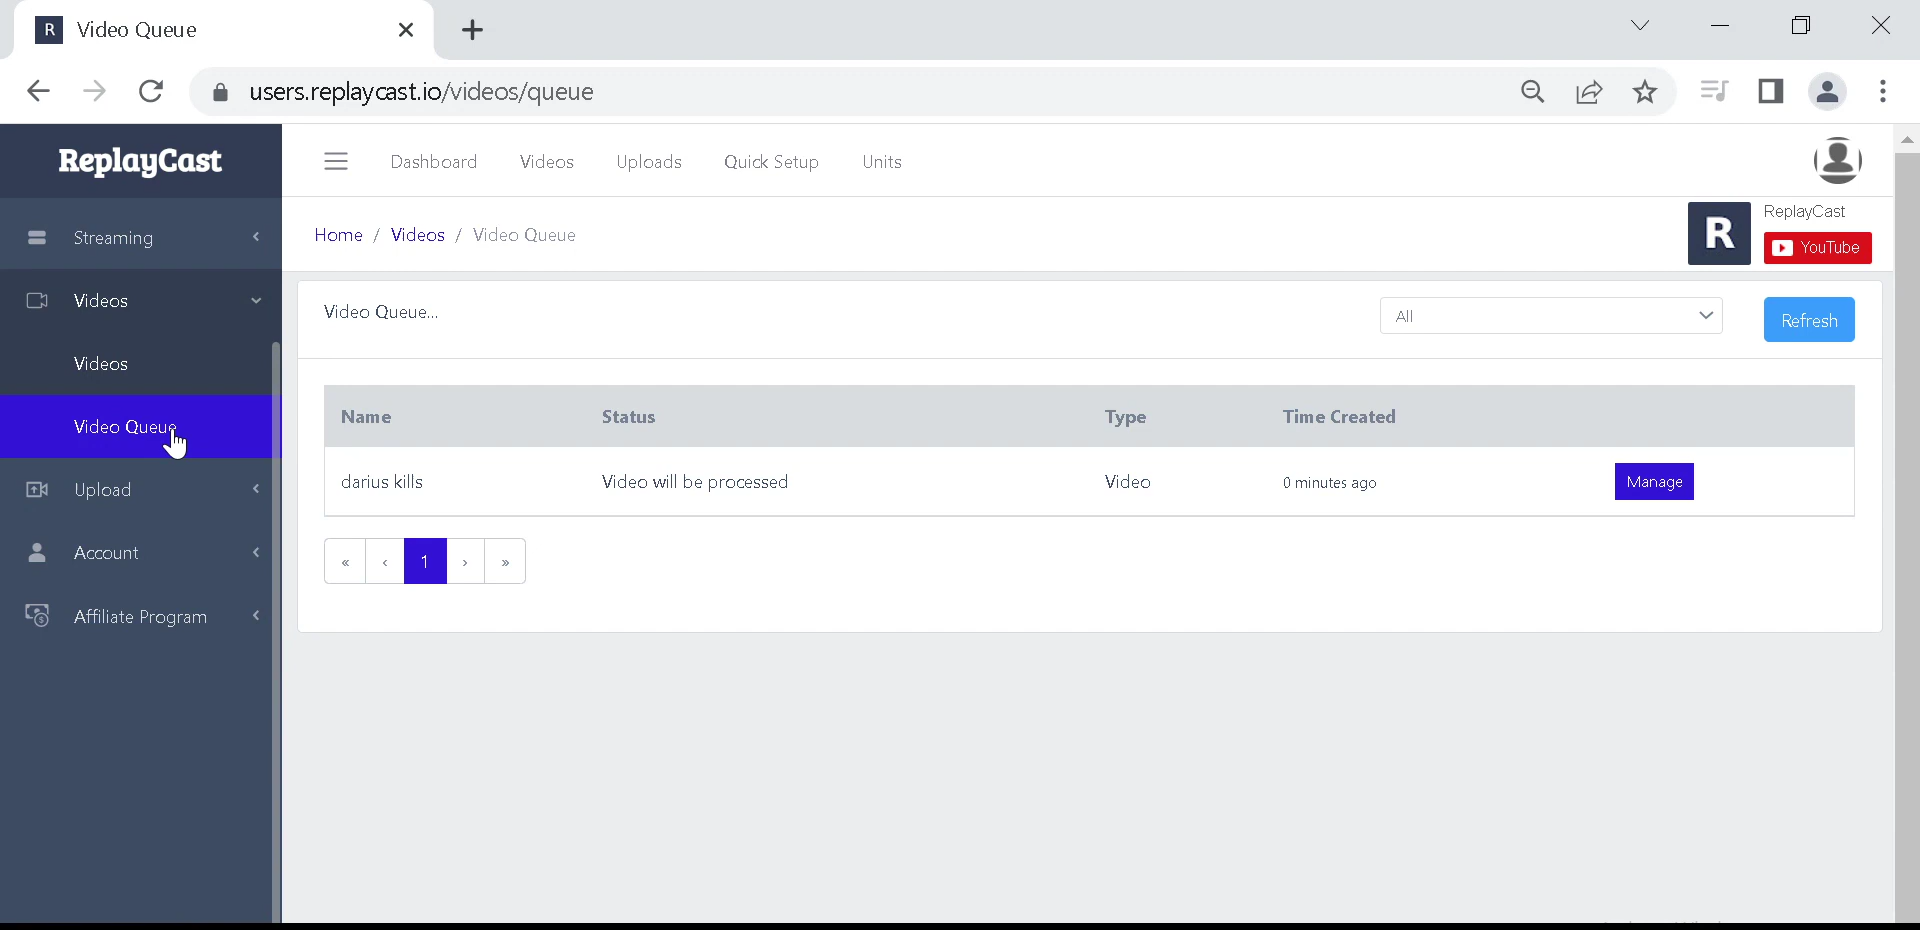 R Video Queue
users.replaycast.io/videos/queue
ReplayCast
Dashboard Videos Uploads Quick Setup Units
Home / Videos / Video Queue
R
ReplayCast
YouTube
Streaming
Videos
Videos
Video Queue
Upload
Account
Affiliate Program
Video Queue...
All
Refresh
Name Status Type Time Created
darius kills Video will be processed Video 0 minutes ago Manage
« ‹ 1 › »